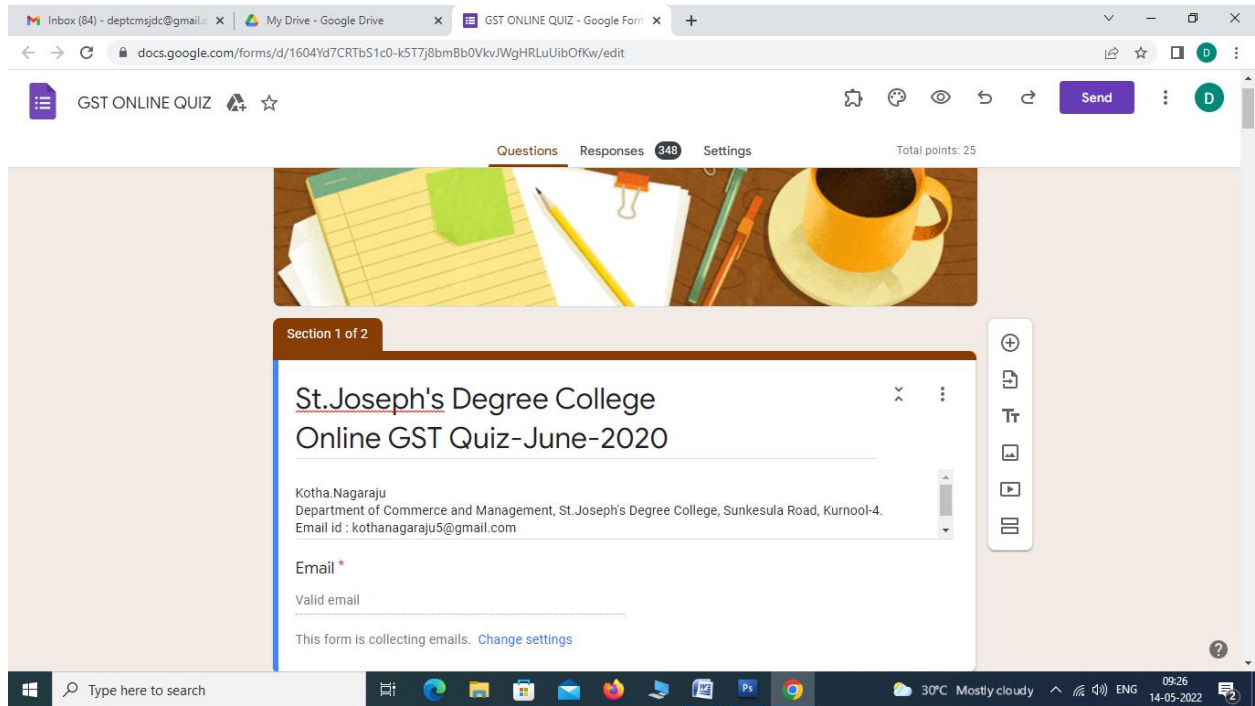 Inbox (84) - deptcmsjdc@gmail.c
My Drive - Google Drive
GST ONLINE QUIZ - Google Form
docs.google.com/forms/d/1604Yd7CRTbS1c0-k5T7j8bmBb0VkvJWgHRLuUibOfKw/edit
D
GST ONLINE QUIZ
Send
D
Questions Responses 348 Settings
Total points: 25
Section 1 of 2
St.Joseph's Degree College
Online GST Quiz-June-2020
Kotha.Nagaraju
Department of Commerce and Management, St.Joseph's Degree College, Sunkesula Road, Kurnool-4.
Email id : kothanagaraju5@gmail.com
Email *
Valid email
This form is collecting emails. Change settings
Tт
Type here to search
Ps
30°C Mostly cloudy
ENG
09:26
14-05-2022
2